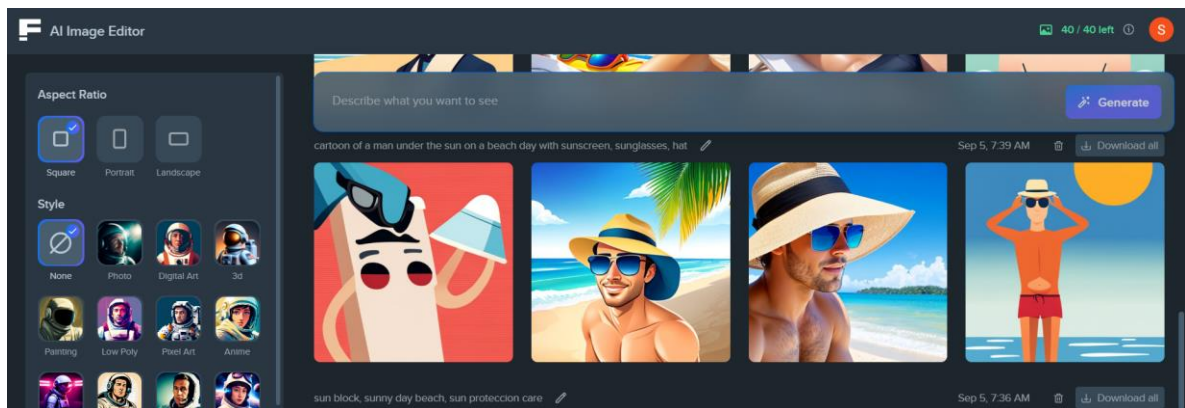 AI Image Editor
40 / 40 left
S
Aspect Ratio
Square
Portrait
Landscape
Style
None
Photo
Digital Art
3d
Painting
Low Poly
Pixel Art
Anime
Describe what you want to see
Generate
cartoon of a man under the sun on a beach day with sunscreen, sunglasses, hat
Sep 5, 7:39 AM
Download all
sun block, sunny day beach, sun proteccion care
Sep 5, 7:36 AM
Download all